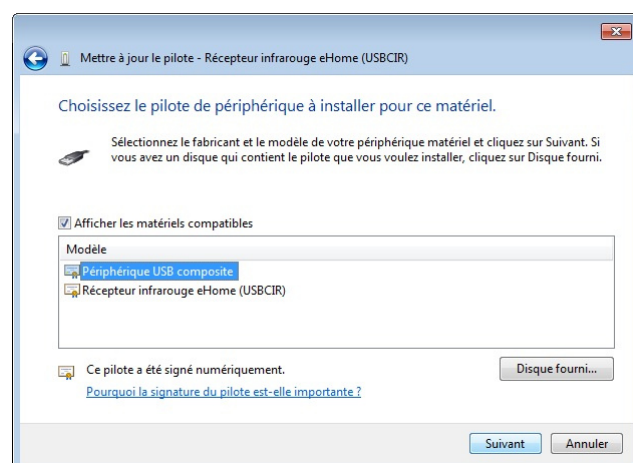 Mettre à jour le pilote - Récepteur infrarouge eHome (USBCIR)
Choisissez le pilote de périphérique à installer pour ce matériel.
Sélectionnez le fabricant et le modèle de votre périphérique matériel et cliquez sur Suivant. Si
vous avez un disque qui contient le pilote que vous voulez installer, cliquez sur Disque fourni.
Afficher les matériels compatibles
Modèle
Périphérique USB composite
Récepteur infrarouge eHome (USBCIR)
Ce pilote a été signé numériquement.
Disque fourni...
Pourquoi la signature du pilote est-elle importante ?
Suivant
Annuler